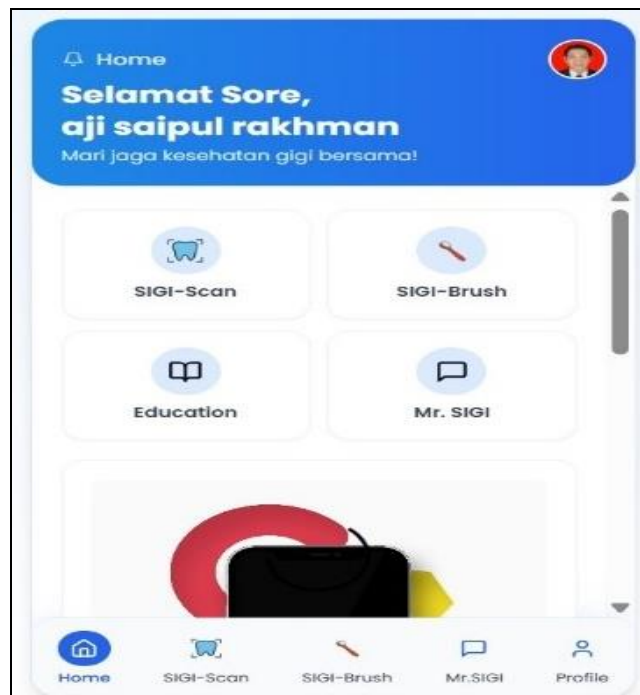 Home
Selamat Sore,
aji saipul rakhman
Mari jaga kesehatan gigi bersama!
SIGI-Scan
SIGI-Brush
Education
Mr. SIGI
Home
SIGI-Scan
SIGI-Brush
Mr.SIGI
Profile